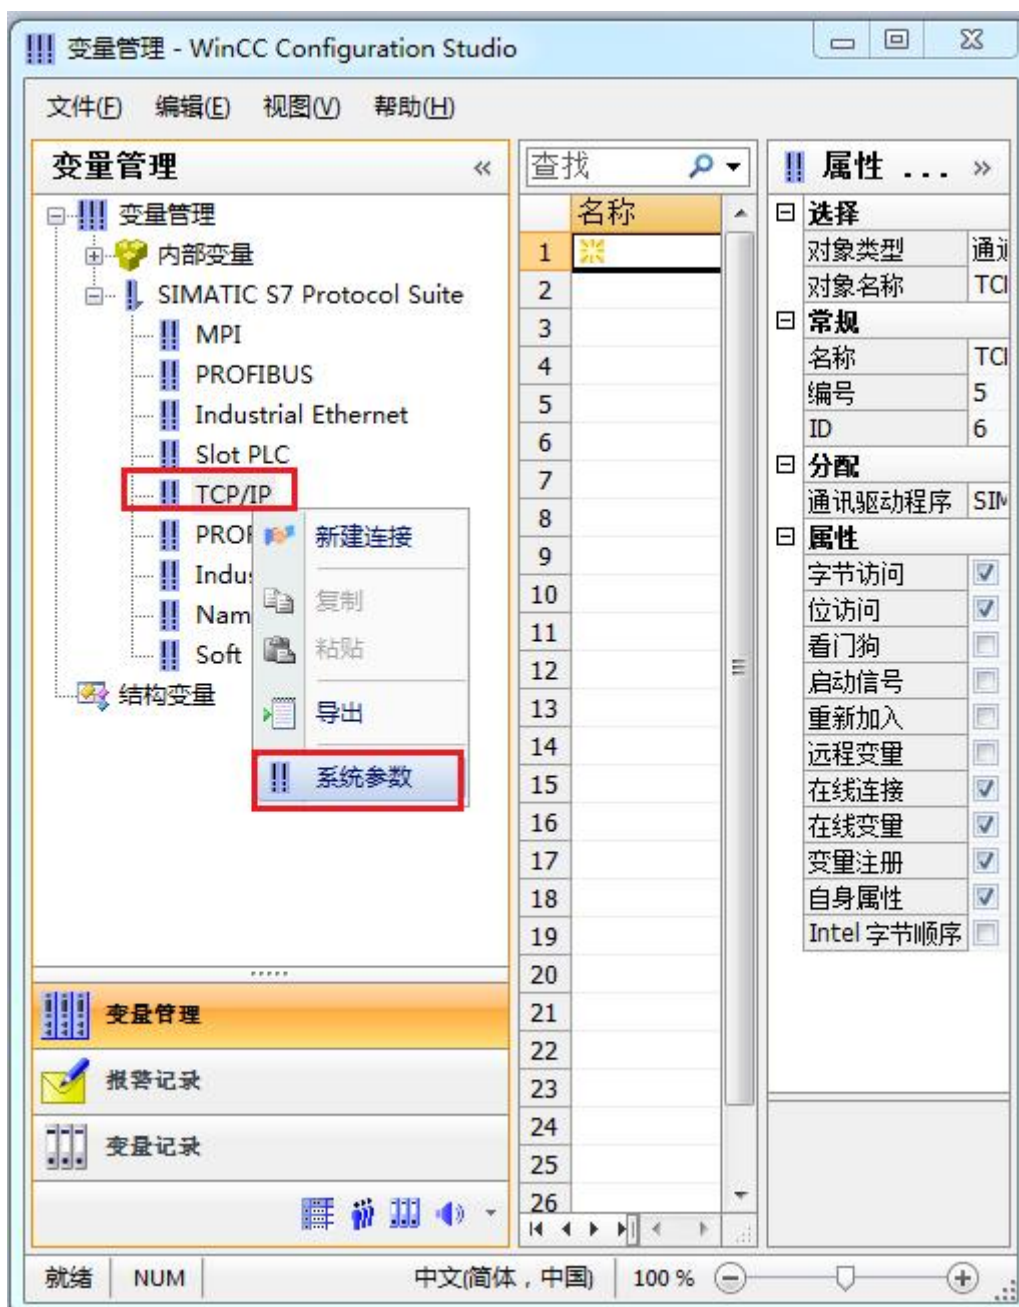 变量管理 - WinCC Configuration Studio
文件(F) 编辑(E) 视图(V) 帮助(H)
变量管理 «
变量管理
内部变量
SIMATIC S7 Protocol Suite
MPI
PROFIBUS
Industrial Ethernet
Slot PLC
TCP/IP
PROF
Indus
Nam
Soft
结构变量
新建连接
复制
粘贴
导出
系统参数
变量管理
报警记录
变量记录
查找
名称
1
2
3
4
5
6
7
8
9
10
11
12
13
14
15
16
17
18
19
20
21
22
23
24
25
26
属性 ... »
选择
对象类型 通
对象名称 TC
常规
名称 TC
编号 5
ID 6
分配
通讯驱动程序 SIM
属性
字节访问
位访问
看门狗
启动信号
重新加入
远程变量
在线连接
在线变量
变量注册
自身属性
Intel 字节顺序
就绪 NUM 中文(简体，中国) 100 %